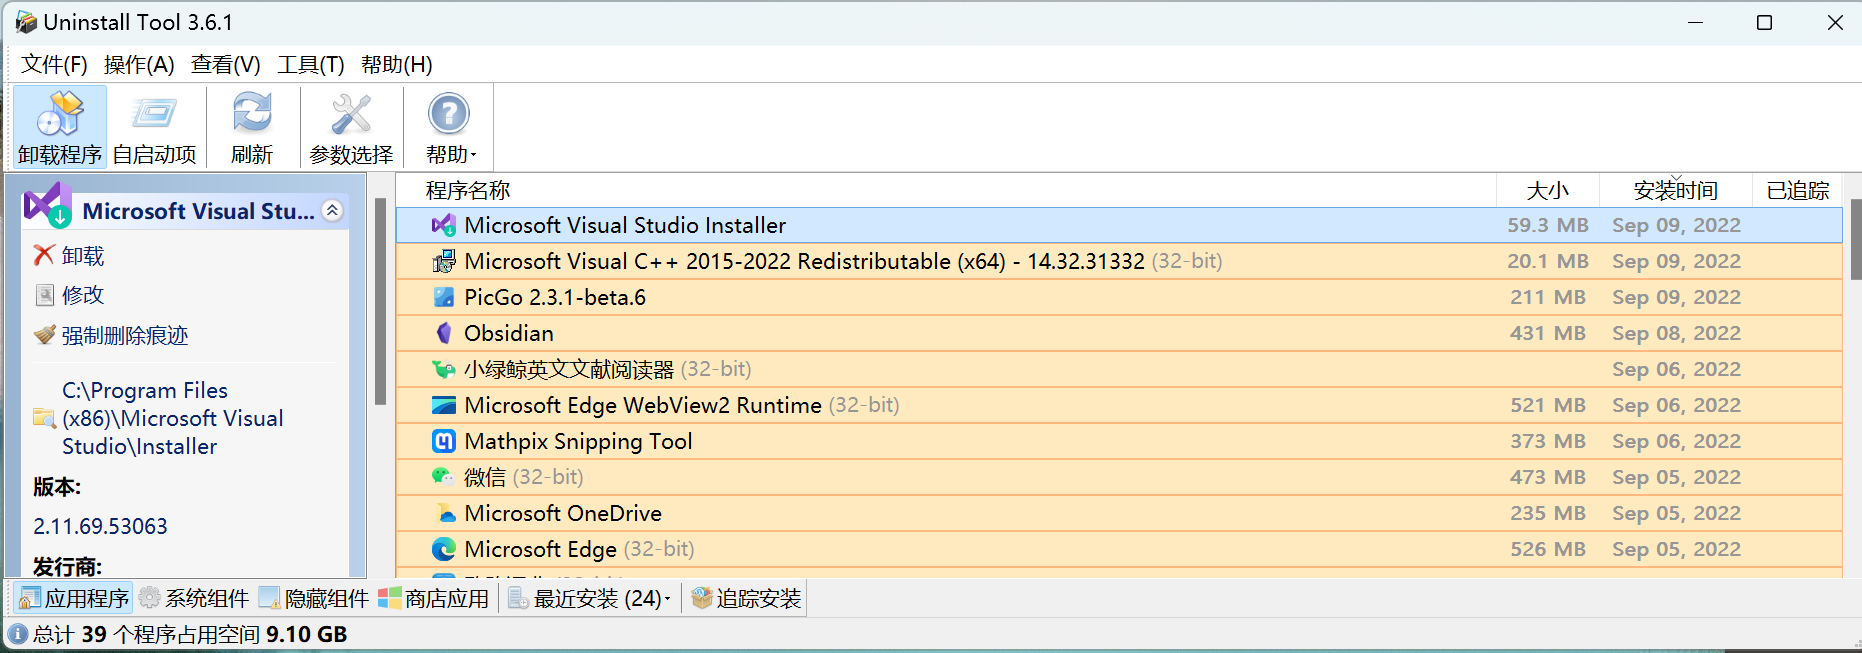 Uninstall Tool 3.6.1
文件(F) 操作(A) 查看(V) 工具(T) 帮助(H)
卸载程序 自启动项 刷新 参数选择 帮助
Microsoft Visual Stu...
卸载
修改
强制删除痕迹
C:\Program Files
(x86)\Microsoft Visual
Studio\Installer
版本:
2.11.69.53063
发行商:
程序名称 大小 安装时间 已追踪
Microsoft Visual Studio Installer 59.3 MB Sep 09, 2022
Microsoft Visual C++ 2015-2022 Redistributable (x64) - 14.32.31332 (32-bit) 20.1 MB Sep 09, 2022
PicGo 2.3.1-beta.6 211 MB Sep 09, 2022
Obsidian 431 MB Sep 08, 2022
小绿鲸英文文献阅读器 (32-bit) Sep 06, 2022
Microsoft Edge WebView2 Runtime (32-bit) 521 MB Sep 06, 2022
Mathpix Snipping Tool 373 MB Sep 06, 2022
微信 (32-bit) 473 MB Sep 05, 2022
Microsoft OneDrive 235 MB Sep 05, 2022
Microsoft Edge (32-bit) 526 MB Sep 05, 2022
应用程序 系统组件 隐藏组件 商店应用 最近安装 (24) 追踪安装
总计 39 个程序占用空间 9.10 GB